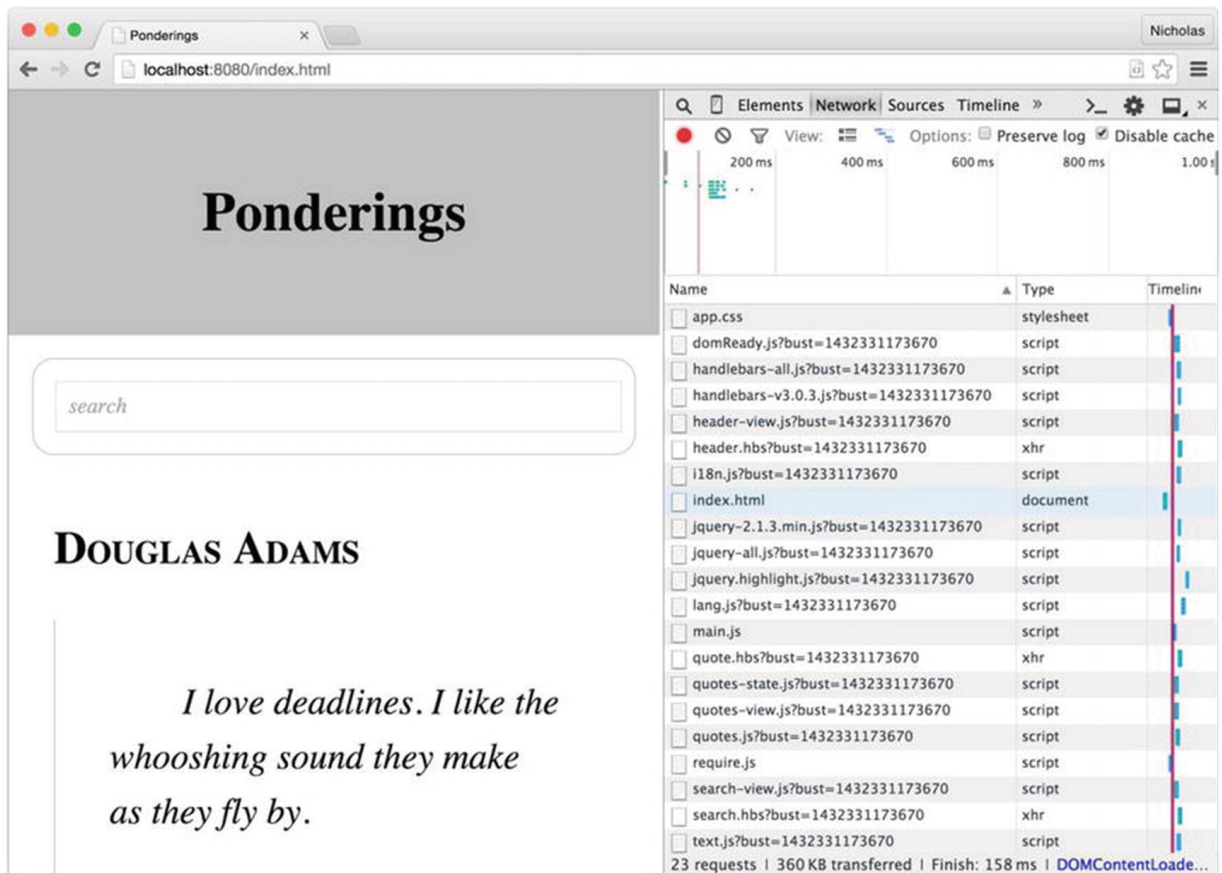 Ponderings
Nicholas
localhost:8080/index.html
Ponderings
search
DOUGLAS ADAMS
I love deadlines. I like the
whooshing sound they make
as they fly by.
Elements Network Sources Timeline »
View: Options: Preserve log Disable cache
200 ms 400 ms 600 ms 800 ms 1.00 s
Name Type Timeline
app.css stylesheet
domReady.js?bust=1432331173670 script
handlebars-all.js?bust=1432331173670 script
handlebars-v3.0.3.js?bust=1432331173670 script
header-view.js?bust=1432331173670 script
header.hbs?bust=1432331173670 xhr
i18n.js?bust=1432331173670 script
index.html document
jquery-2.1.3.min.js?bust=1432331173670 script
jquery-all.js?bust=1432331173670 script
jquery.highlight.js?bust=1432331173670 script
lang.js?bust=1432331173670 script
main.js script
quote.hbs?bust=1432331173670 xhr
quotes-state.js?bust=1432331173670 script
quotes-view.js?bust=1432331173670 script
quotes.js?bust=1432331173670 script
require.js script
search-view.js?bust=1432331173670 script
search.hbs?bust=1432331173670 xhr
text.js?bust=1432331173670 script
23 requests | 360 KB transferred | Finish: 158 ms | DOMContentLoade...